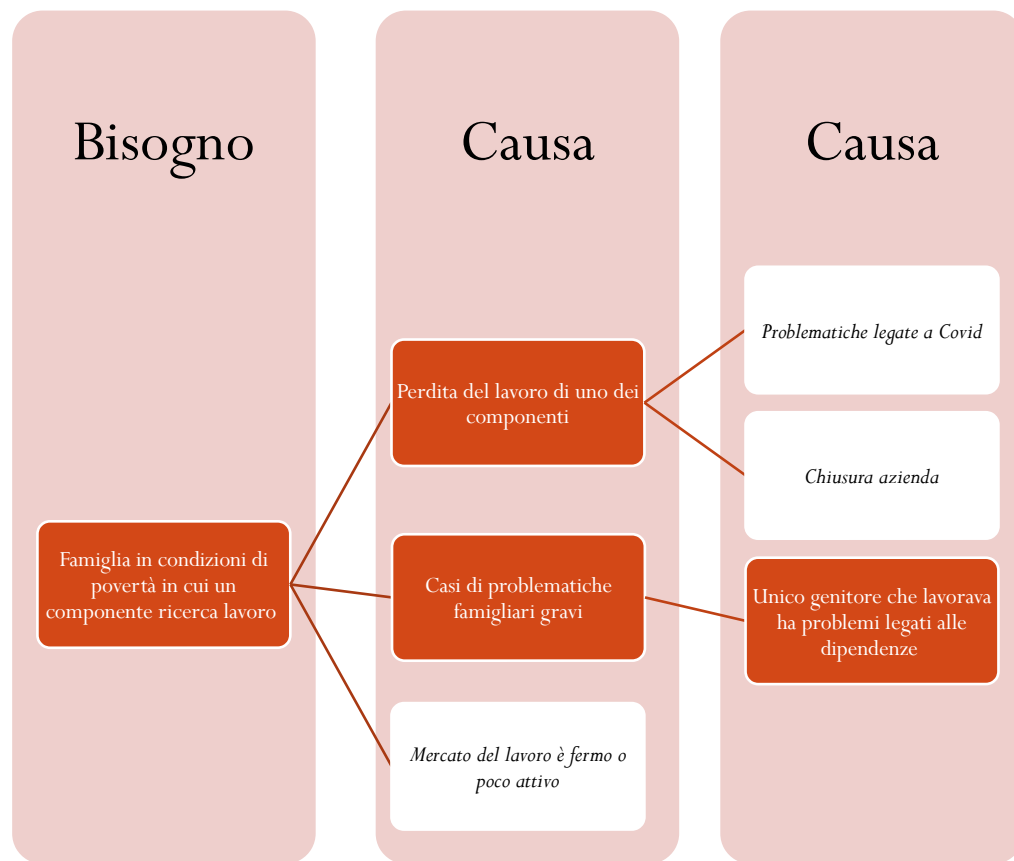 Bisogno
Causa
Causa
Famiglia in condizioni di
povertà in cui un
componente ricerca lavoro
Perdita del lavoro di uno dei
componenti
Casi di problematiche
famigliari gravi
Mercato del lavoro è fermo o
poco attivo
Problematiche legate a Covid
Chiusura azienda
Unico genitore che lavorava
ha problemi legati alle
dipendenze